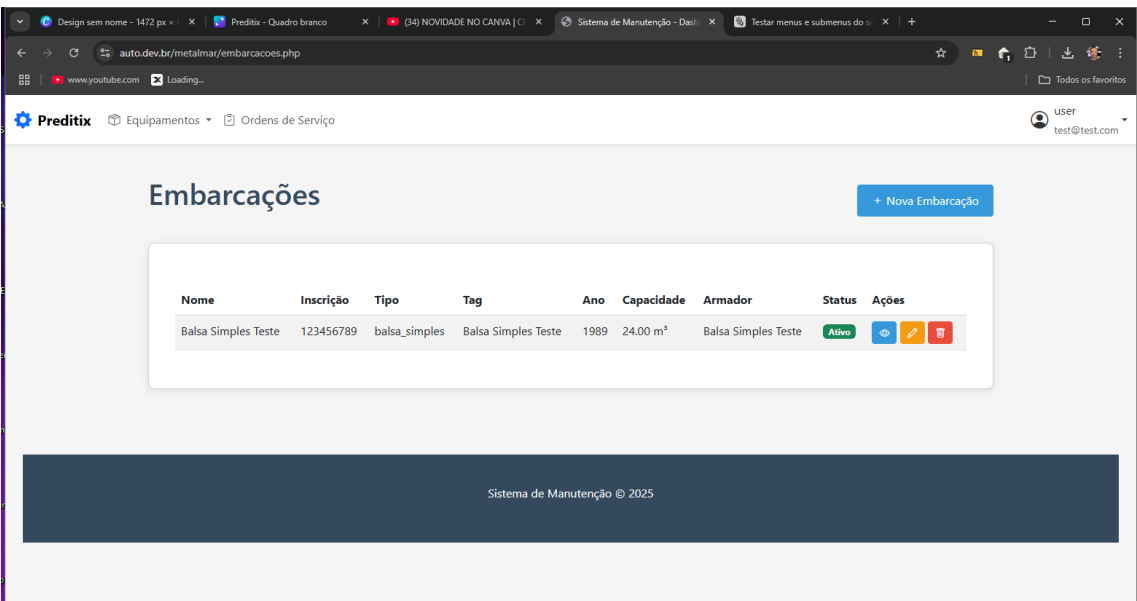 Design sem nome - 1472 px ×
Preditix - Quadro branco
(34) NOVIDADE NO CANVA | C
Sistema de Manutenção - Dash
Testar menus e submenus do s
auto.dev.br/metalmar/embarcacoes.php
www.youtube.com
Loading...
Todos os favoritos
Preditix
Equipamentos
Ordens de Serviço
user
test@test.com
Embarcações
+ Nova Embarcação
Nome Inscrição Tipo Tag Ano Capacidade Armador Status Ações
Balsa Simples Teste 123456789 balsa_simples Balsa Simples Teste 1989 24.00 m³ Balsa Simples Teste Ativo
Sistema de Manutenção © 2025